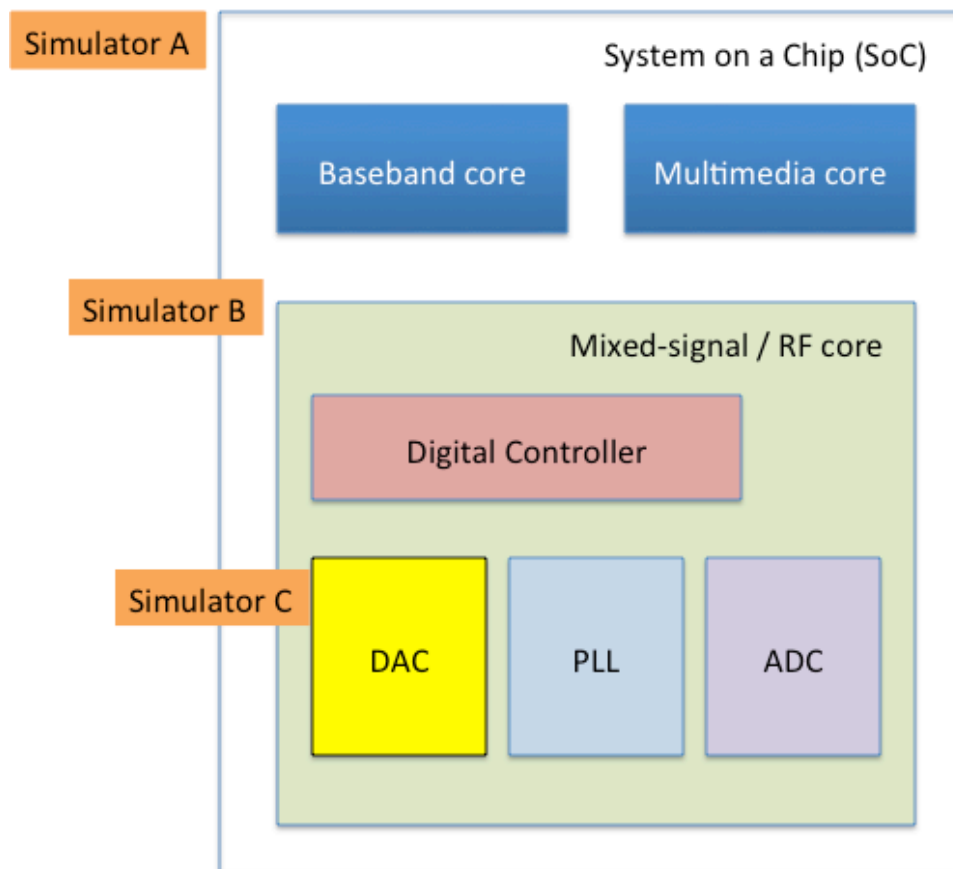 Simulator A
System on a Chip (SoC)
Baseband core
Multimedia core
Simulator B
Mixed-signal / RF core
Digital Controller
Simulator C
DAC
PLL
ADC